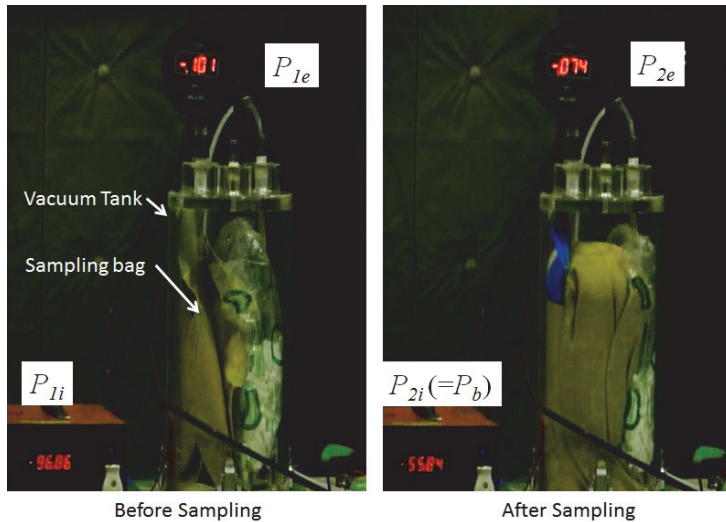 -.101
P1e
-.074
P2e
Vacuum Tank
Sampling bag
P1i
P2i(=Pb)
-96.86
-55.84
Before Sampling
After Sampling